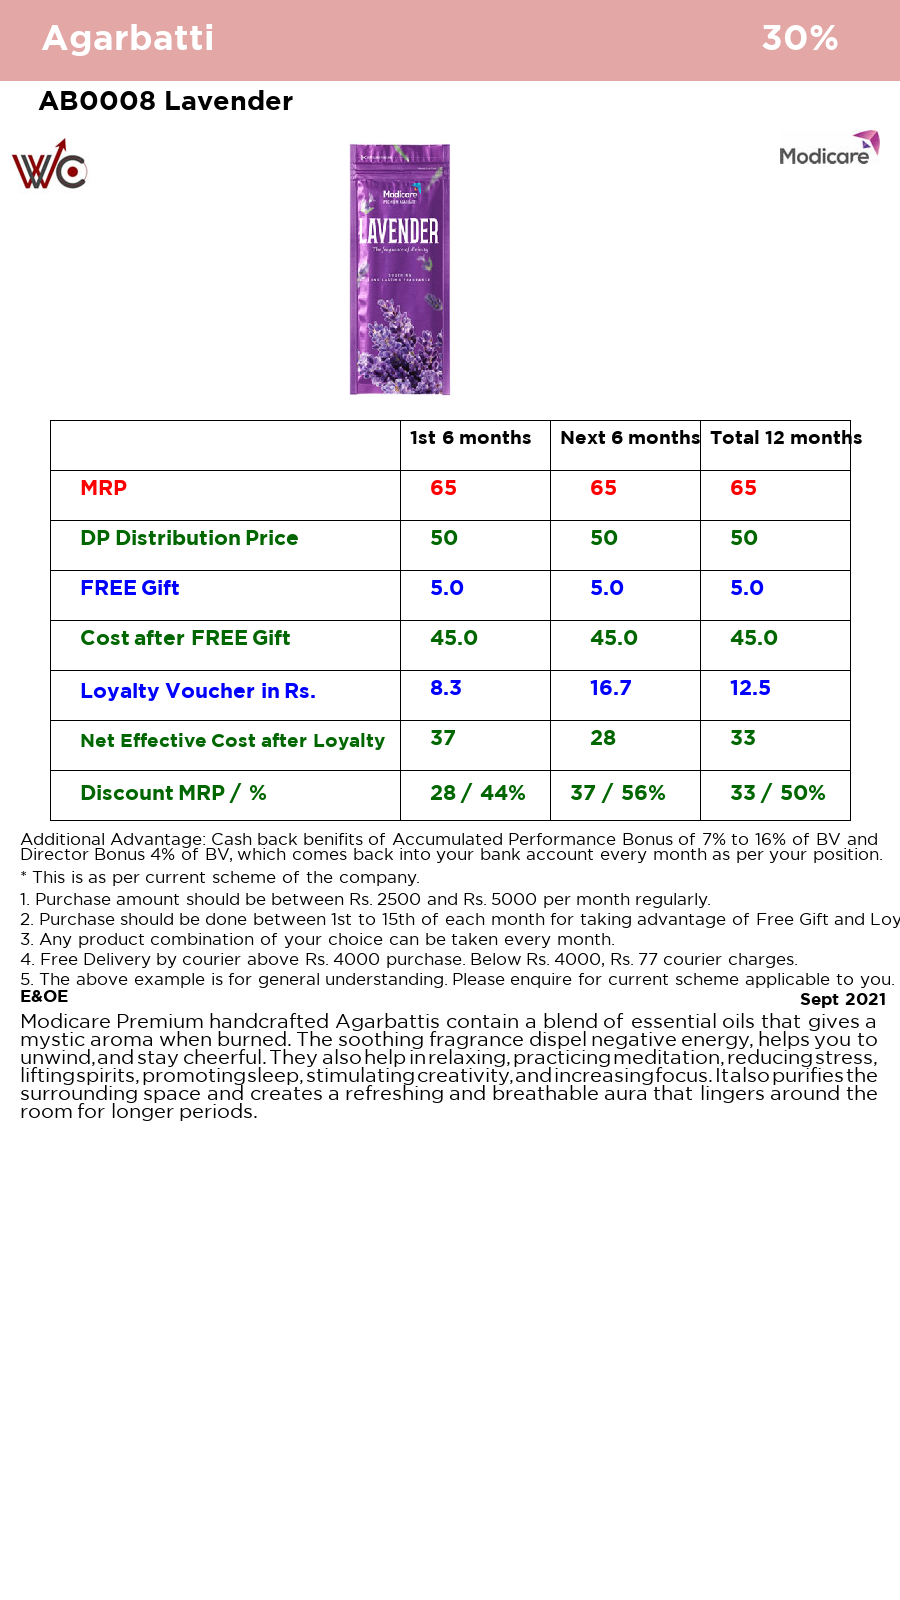 Agarbatti 30%
AB0008 Lavender
WC
Modicare
Modicare
LAVENDER
LONG LASTING FRAGRANCE
1st 6 months Next 6 months Total 12 months
MRP 65 65 65
DP Distribution Price 50 50 50
FREE Gift 5.0 5.0 5.0
Cost after FREE Gift 45.0 45.0 45.0
Loyalty Voucher in Rs. 8.3 16.7 12.5
Net Effective Cost after Loyalty 37 28 33
Discount MRP / % 28 / 44% 37 / 56% 33 / 50%
Additional Advantage: Cash back benifits of Accumulated Performance Bonus of 7% to 16% of BV and
Director Bonus 4% of BV, which comes back into your bank account every month as per your position.
* This is as per current scheme of the company.
1. Purchase amount should be between Rs. 2500 and Rs. 5000 per month regularly.
2. Purchase should be done between 1st to 15th of each month for taking advantage of Free Gift and Loy
3. Any product combination of your choice can be taken every month.
4. Free Delivery by courier above Rs. 4000 purchase. Below Rs. 4000, Rs. 77 courier charges.
5. The above example is for general understanding. Please enquire for current scheme applicable to you.
E&OE Sept 2021
Modicare Premium handcrafted Agarbattis contain a blend of essential oils that gives a
mystic aroma when burned. The soothing fragrance dispel negative energy, helps you to
unwind, and stay cheerful. They also help in relaxing, practicing meditation, reducing stress,
lifting spirits, promoting sleep, stimulating creativity, and increasing focus. It also purifies the
surrounding space and creates a refreshing and breathable aura that lingers around the
room for longer periods.